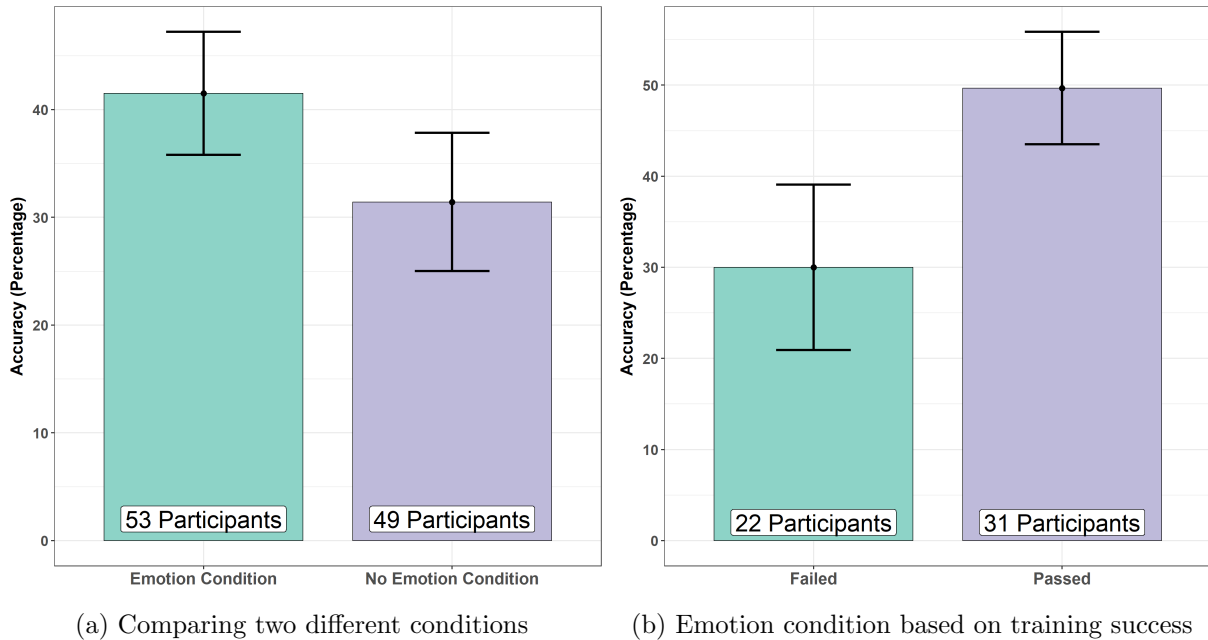 Accuracy (Percentage)
40
30
20
10
0
53 Participants
49 Participants
Emotion Condition
No Emotion Condition
(a) Comparing two different conditions
Accuracy (Percentage)
50
40
30
20
10
0
22 Participants
31 Participants
Failed
Passed
(b) Emotion condition based on training success